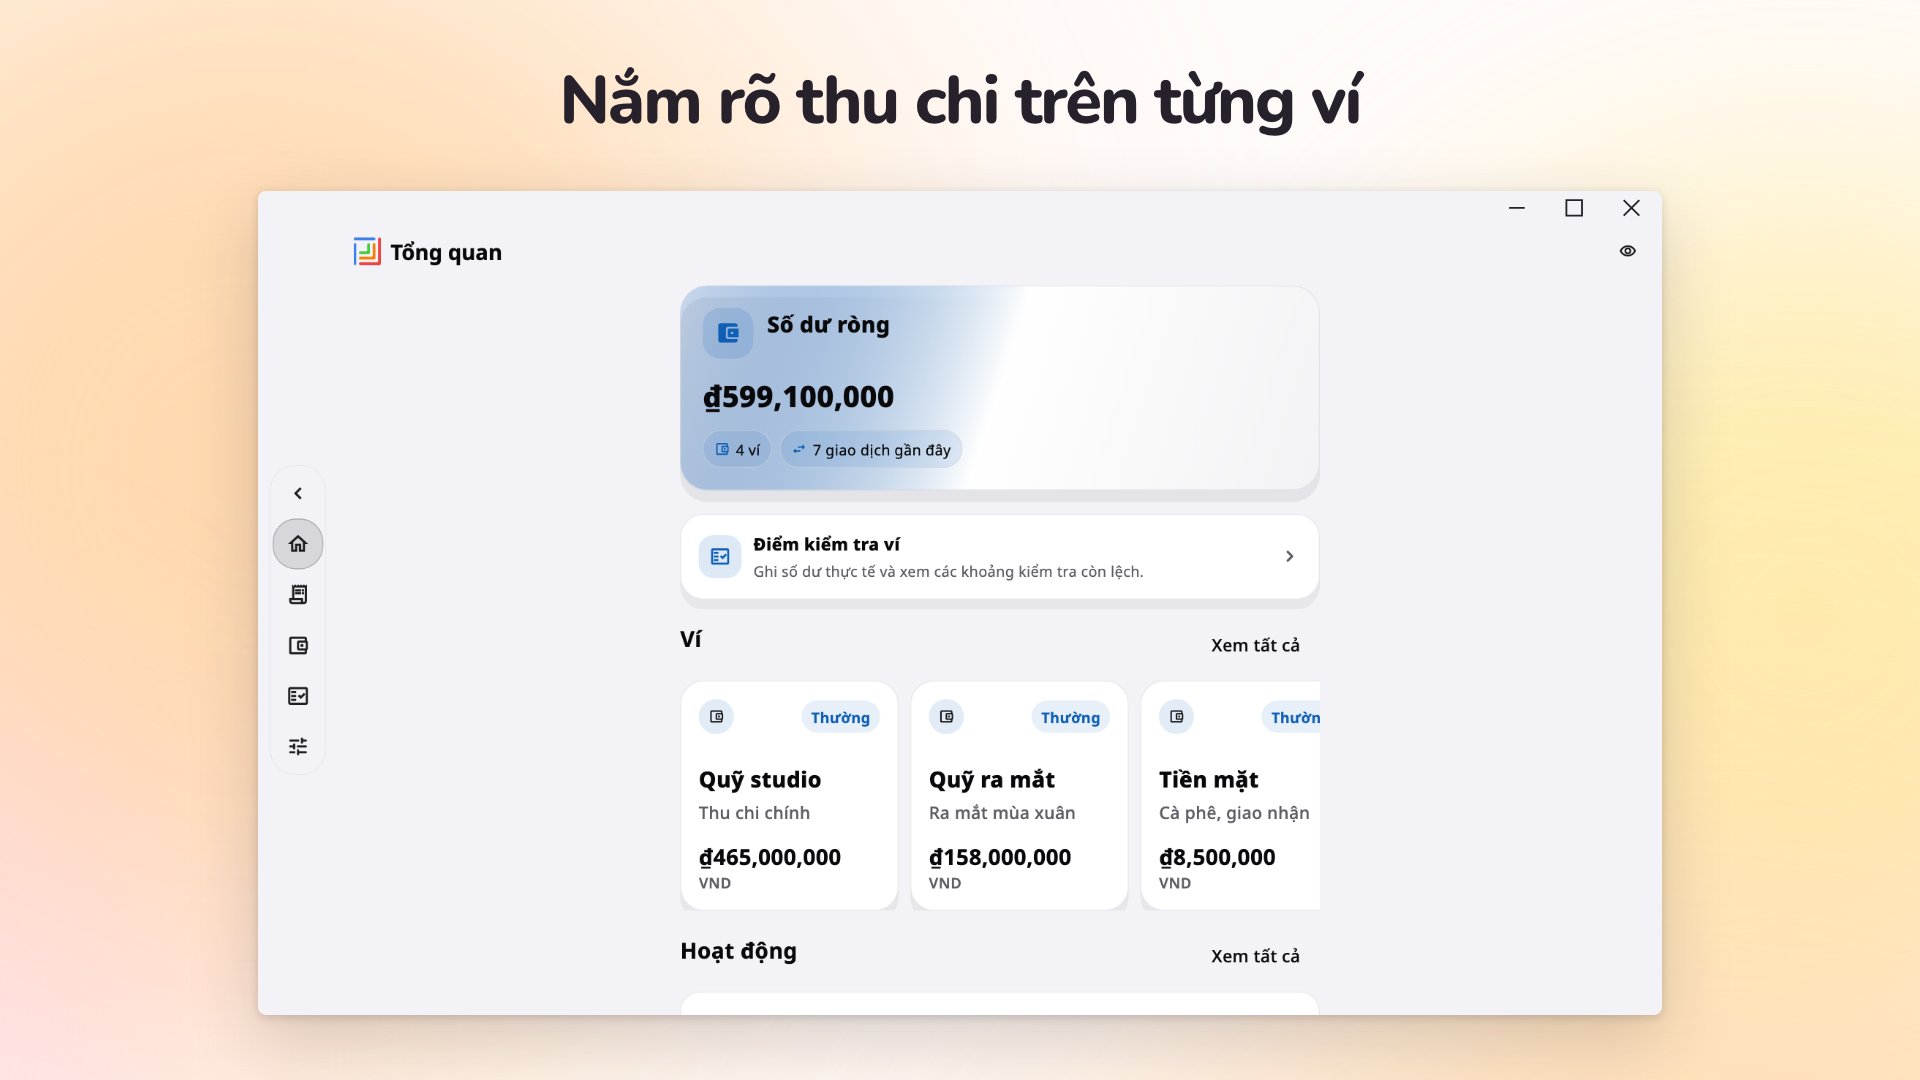 Nắm rõ thu chi trên từng ví
Tổng quan
Số dư ròng
₫599,100,000
4 ví
7 giao dịch gần đây
Điểm kiểm tra ví
Ghi số dư thực tế và xem các khoảng kiểm tra còn lệch.
Ví
Xem tất cả
Thường
Thường
Thườn
Quỹ studio
Quỹ ra mắt
Tiền mặt
Thu chi chính
Ra mắt mùa xuân
Cà phê, giao nhận
₫465,000,000
₫158,000,000
₫8,500,000
VND
VND
VND
Hoạt động
Xem tất cả